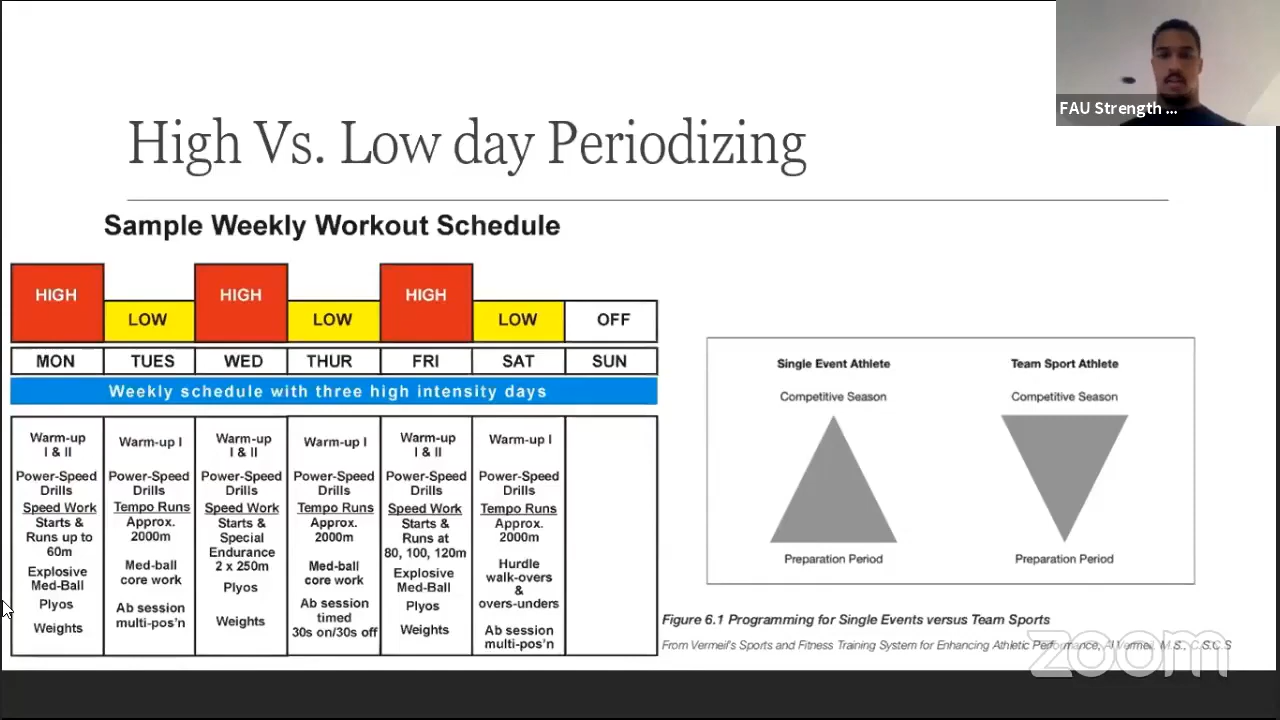 FAU Strength ...
High Vs. Low day Periodizing
Sample Weekly Workout Schedule
HIGH
LOW
HIGH
LOW
HIGH
LOW
OFF
MON
TUES
WED
THUR
FRI
SAT
SUN
Weekly schedule with three high intensity days
Warm-up
I & II
Power-Speed
Drills
Speed Work
Starts &
Runs up to
60m
Explosive
Med-Ball
Plyos
Weights
Warm-up I
Power-Speed
Drills
Tempo Runs
Approx.
2000m
Med-ball
core work
Ab session
multi-pos'n
Warm-up
I & II
Power-Speed
Drills
Speed Work
Starts &
Special
Endurance
2 x 250m
Plyos
Weights
Warm-up I
Power-Speed
Drills
Tempo Runs
Approx.
2000m
Med-ball
core work
Ab session
timed
30s on/30s off
Warm-up
I & II
Power-Speed
Drills
Speed Work
Starts &
Runs at
80, 100, 120m
Explosive
Med-Ball
Plyos
Weights
Warm-up I
Power-Speed
Drills
Tempo Runs
Approx.
2000m
Hurdle
walk-overs
&
overs-unders
Ab session
multi-pos'n
Single Event Athlete
Competitive Season
Preparation Period
Team Sport Athlete
Competitive Season
Preparation Period
Figure 6.1 Programming for Single Events versus Team Sports
From Vermeil's Sports and Fitness Training System for Enhancing Athletic Performance, Al Vermeil, M.S., C.S.C.S
zoom